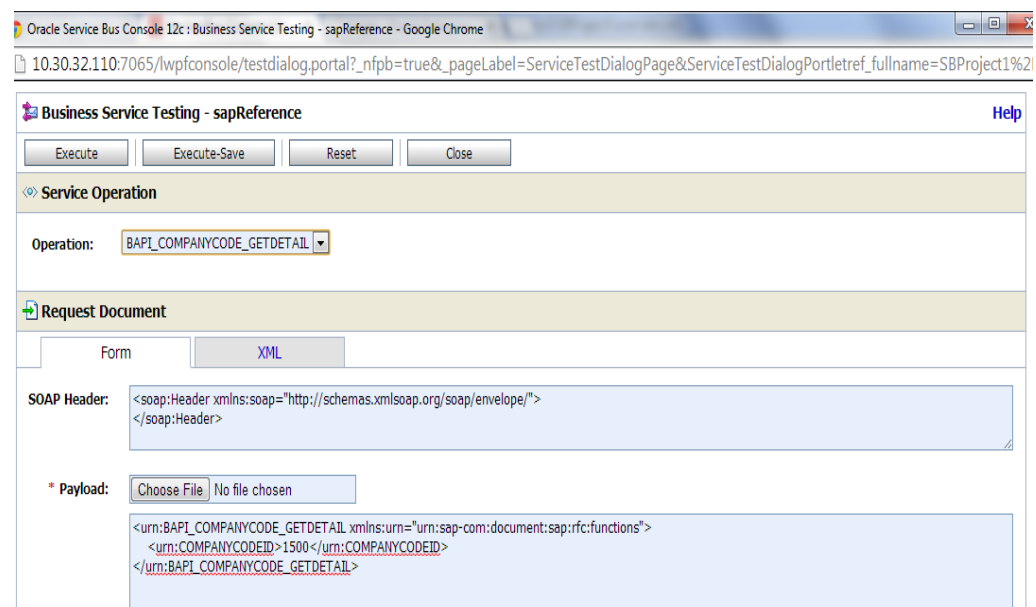 Oracle Service Bus Console 12c : Business Service Testing - sapReference - Google Chrome
10.30.32.110:7065/lwpfconsole/testdialog.portal?_nfpb=true&_pageLabel=ServiceTestDialogPage&ServiceTestDialogPortletref_fullname=SBProject1%2
Business Service Testing - sapReference Help
Execute Execute-Save Reset Close
Service Operation
Operation: BAPI_COMPANYCODE_GETDETAIL
Request Document
Form XML
SOAP Header: <soap:Header xmlns:soap="http://schemas.xmlsoap.org/soap/envelope/">
</soap:Header>
* Payload: Choose File No file chosen
<urn:BAPI_COMPANYCODE_GETDETAIL xmlns:urn="urn:sap-com:document:sap:rfc:functions">
<urn:COMPANYCODEID>1500</urn:COMPANYCODEID>
</urn:BAPI_COMPANYCODE_GETDETAIL>